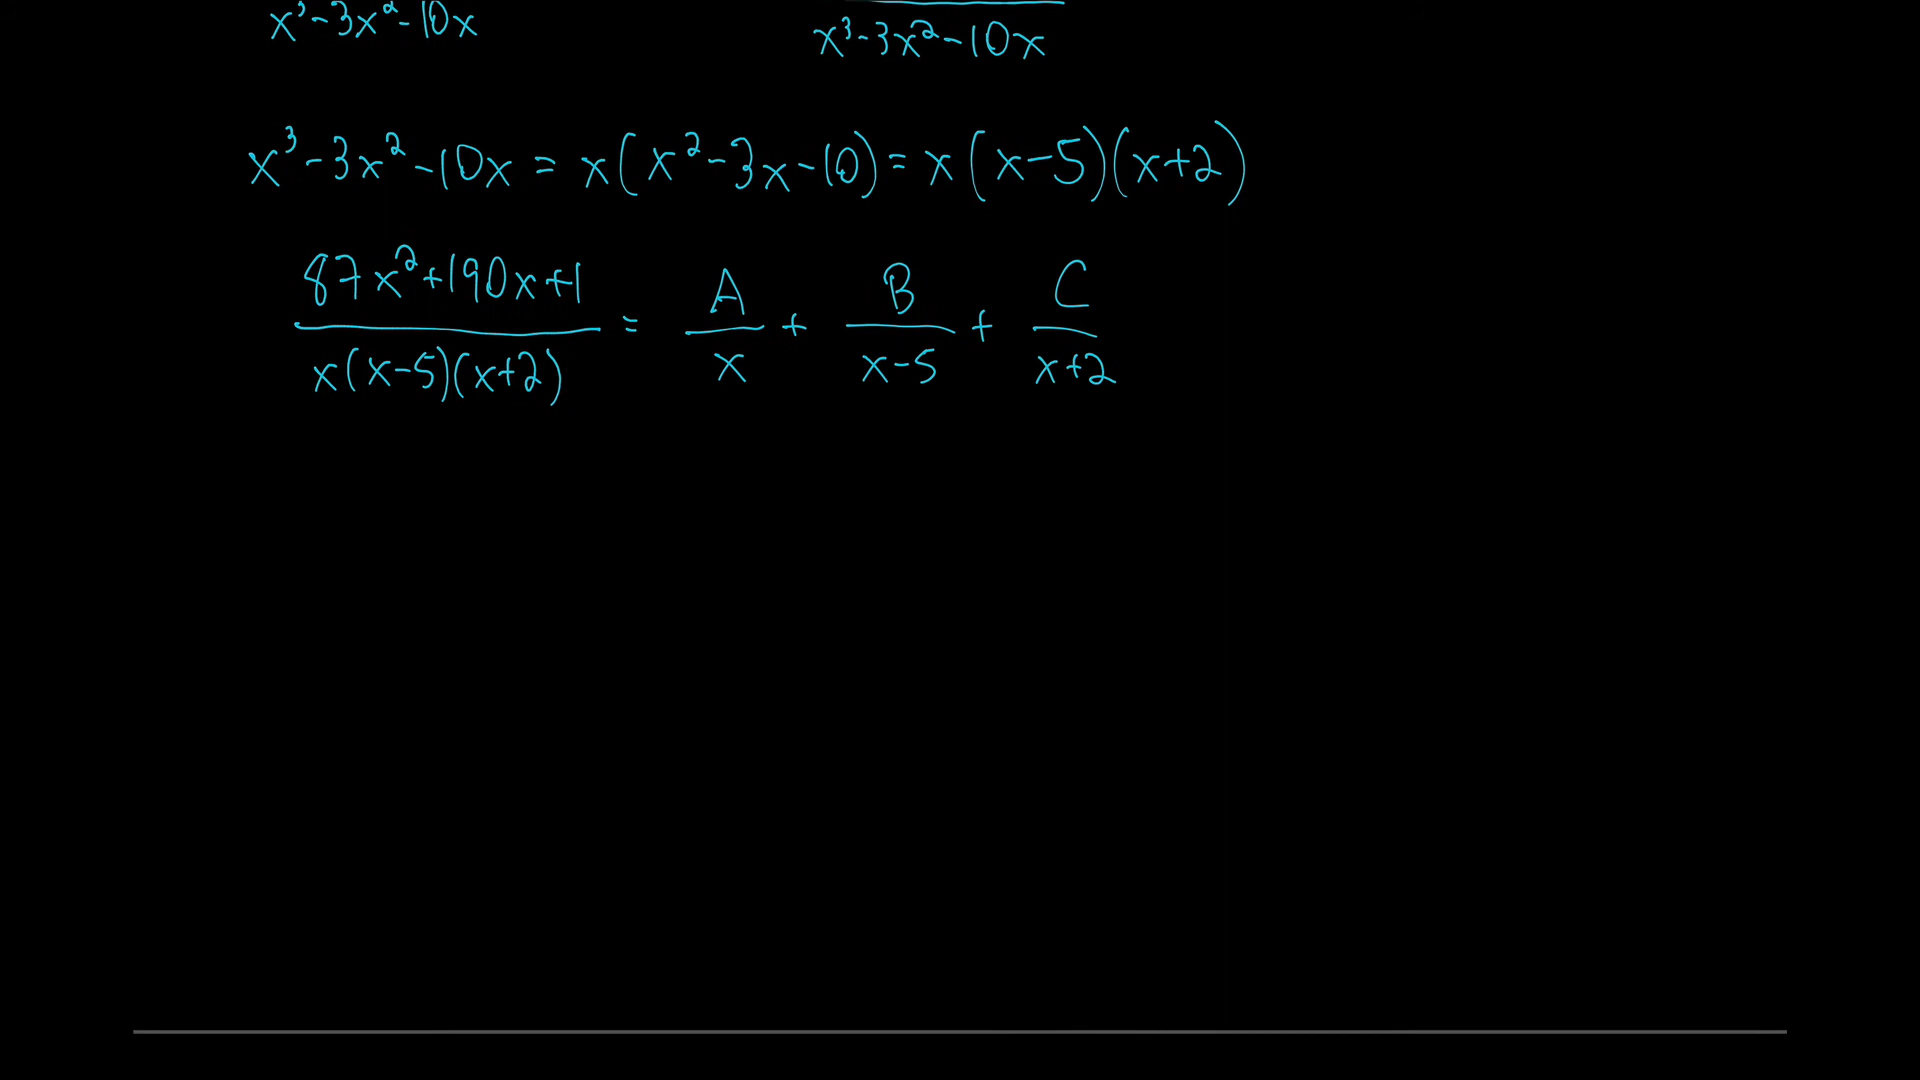 x³-3x²-10x x³-3x²-10x
x³-3x²-10x = x(x²-3x-10) = x(x-5)(x+2)
87x²+190x+1 / x(x-5)(x+2) = A/x + B/x-5 + C/x+2